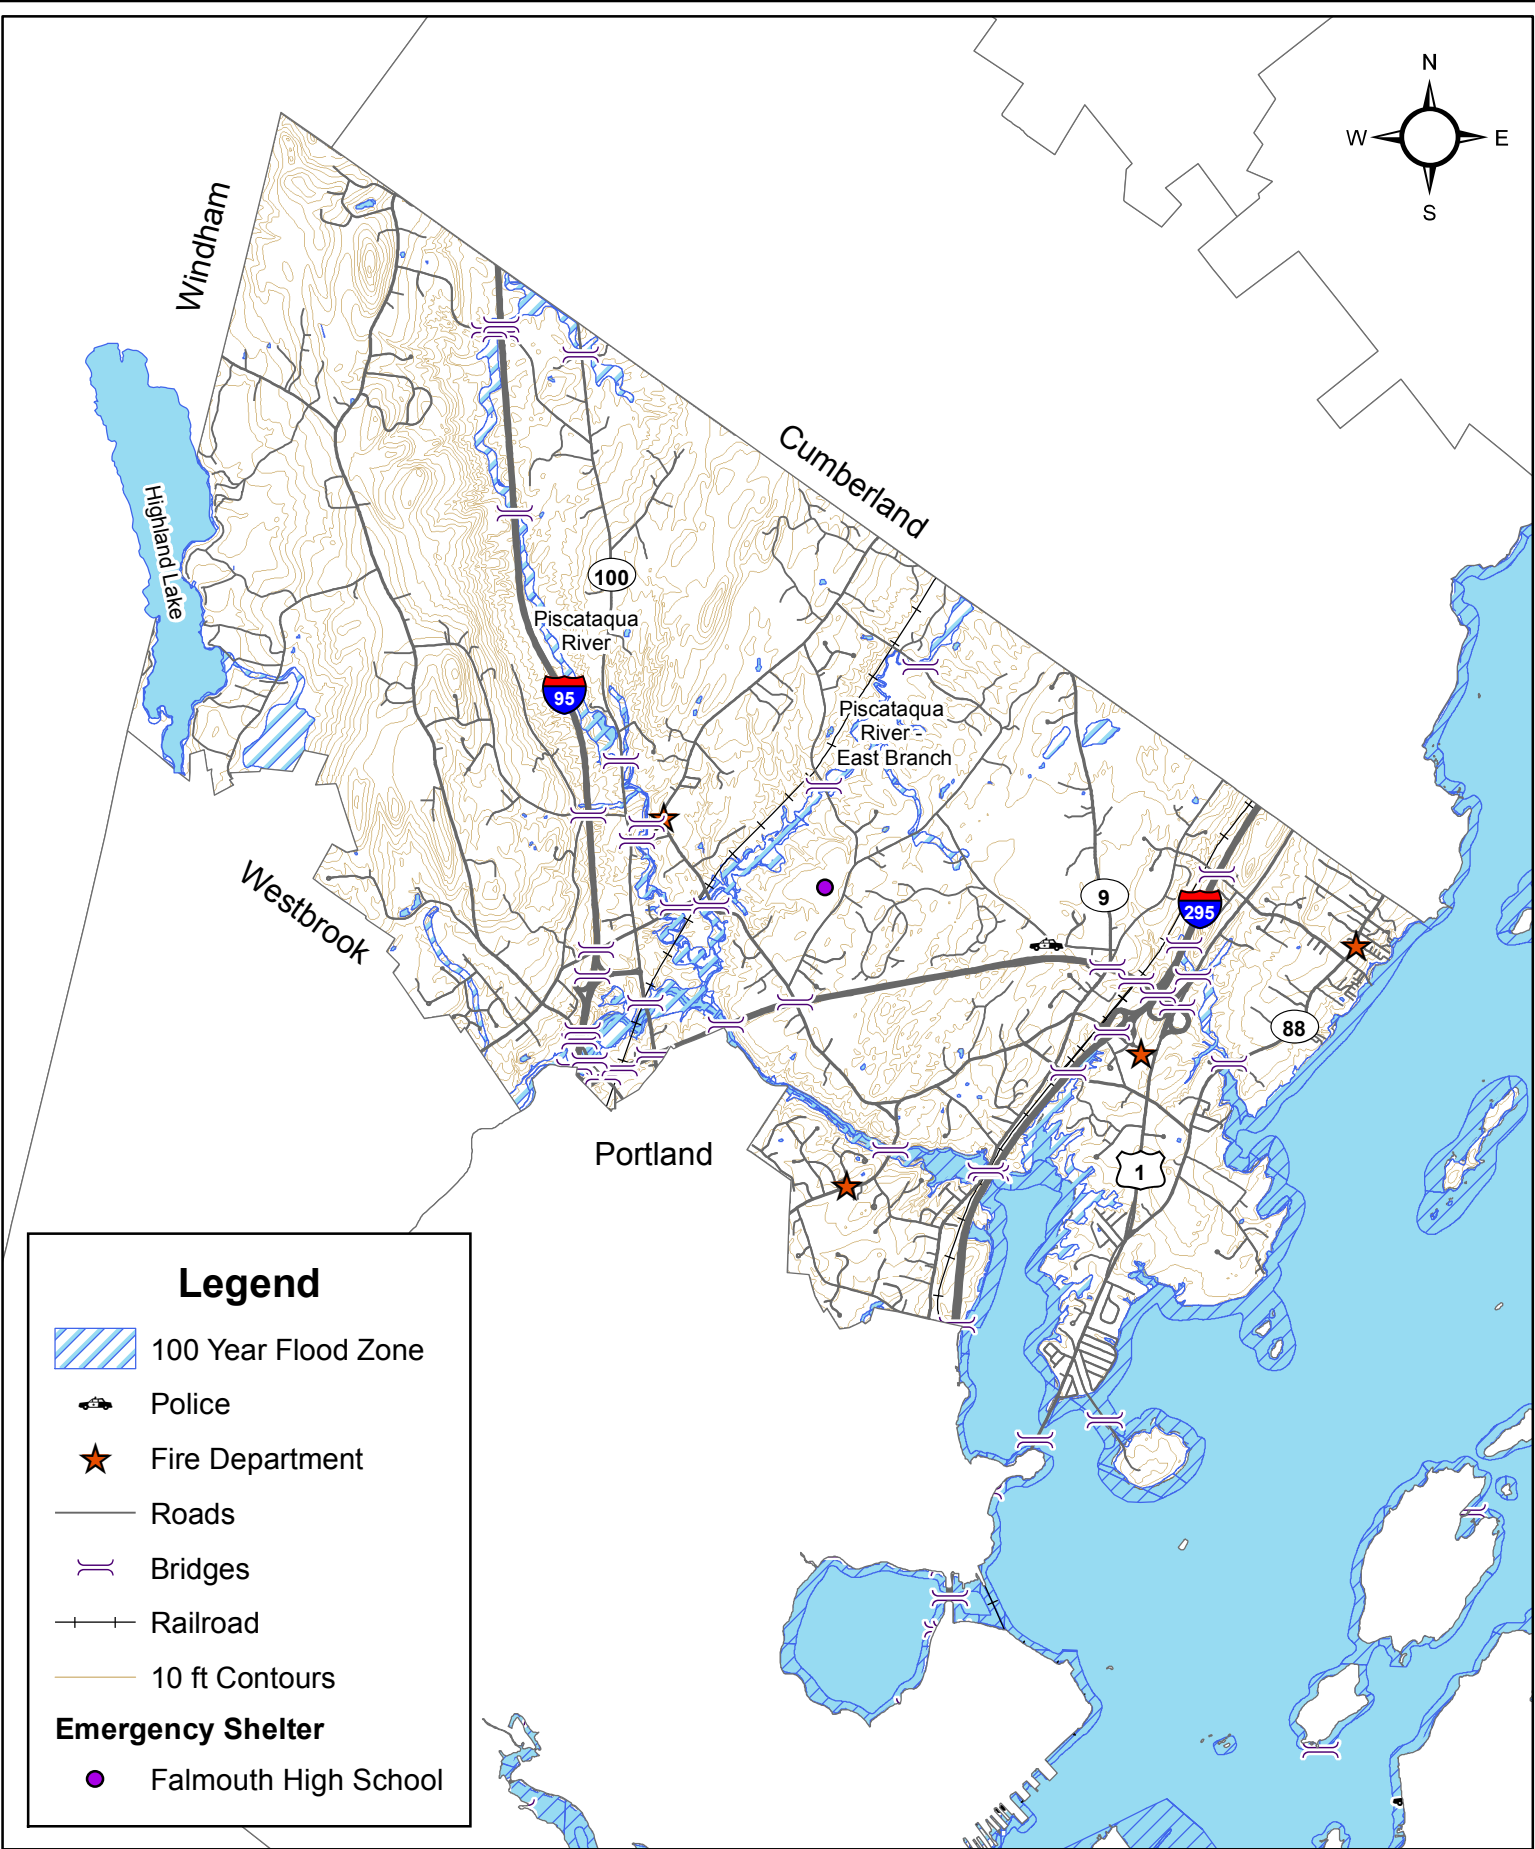 N
W
E
S
Windham
Cumberland
Highland Lake
100
Piscataqua
River
95
Piscataqua
River -
East Branch
Westbrook
9
295
88
Portland
1
Legend
100 Year Flood Zone
Police
Fire Department
Roads
Bridges
Railroad
10 ft Contours
Emergency Shelter
Falmouth High School